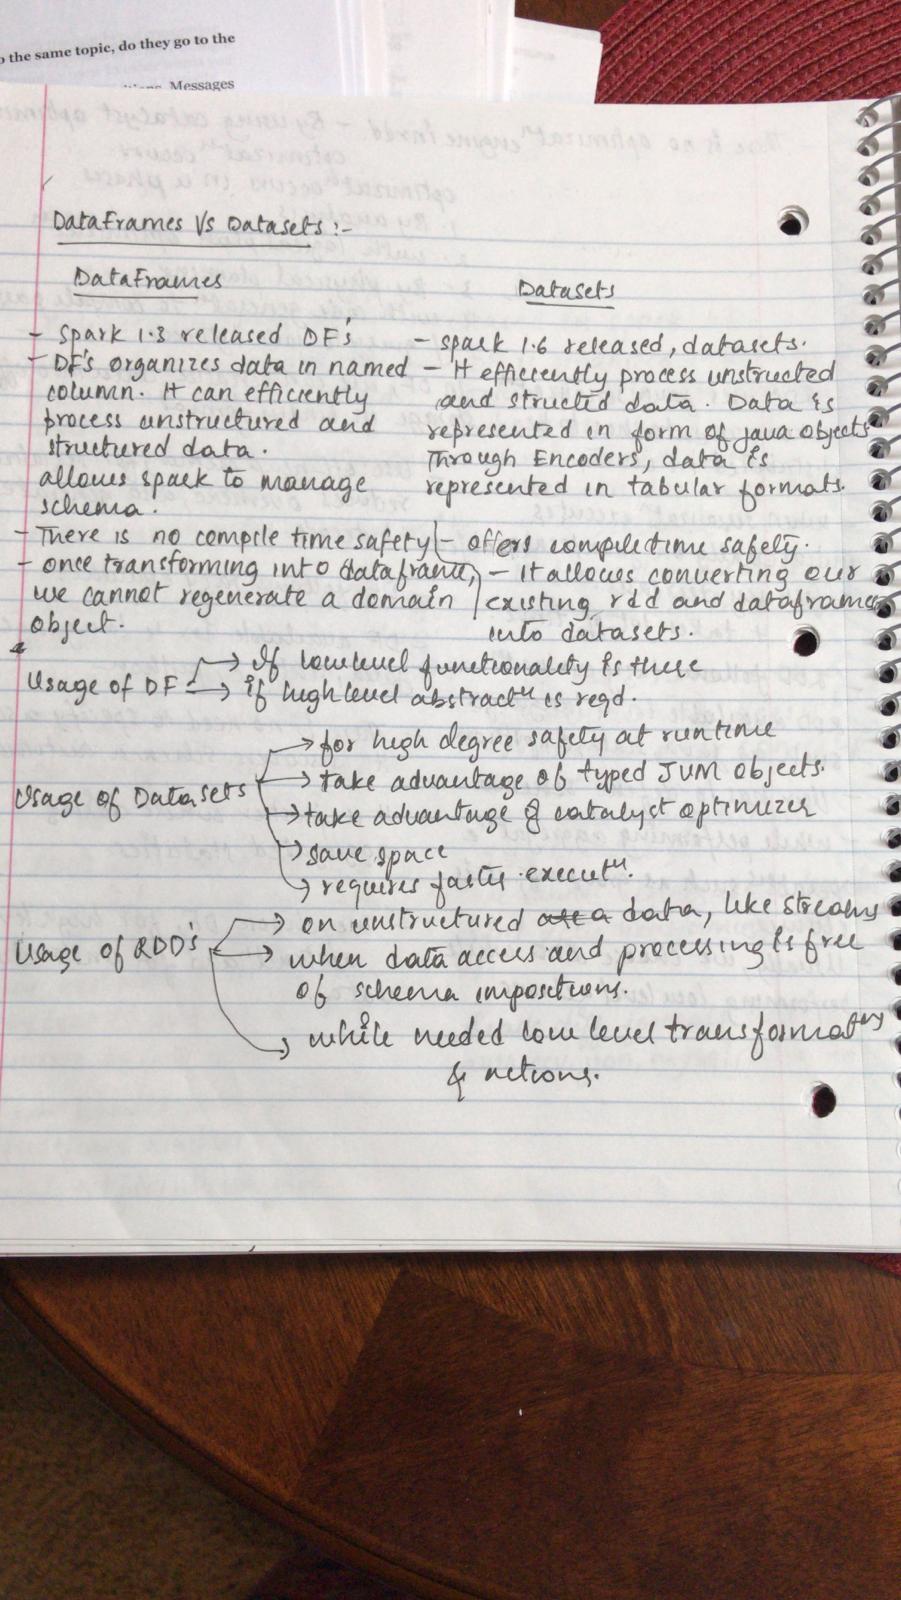 o the same topic, do they go to the
Messages
DataFrames Vs Datasets :-
DataFrames
- Spark 1.3 released DF's
- DF's organizes data in named
column. It can efficiently
process unstructured and
structured data.
allows spark to manage
schema.
- There is no compile time safety
- once transforming into dataframe,
we cannot regenerate a domain
object.
Datasets
- spark 1.6 released, datasets.
- It efficiently process unstructed
and structed data. Data is
represented in form of java objects
Through Encoders, data is
represented in tabular formats.
- offers compile time safety.
- It allows converting our
existing rdd and dataframes
into datasets.
Usage of DF :
→ If low level functionality is there
→ if high level abstractn is reqd.
Usage of Datasets
→ for high degree safety at runtime
→ take advantage of typed JVM objects.
→ take advantage of catalyst optimizer
→ save space
→ requires faster executn.
Usage of RDD's
→ on unstructured data, like streams
→ when data access and processing is free
of schema impositions.
→ while needed low level transformatns
& actions.